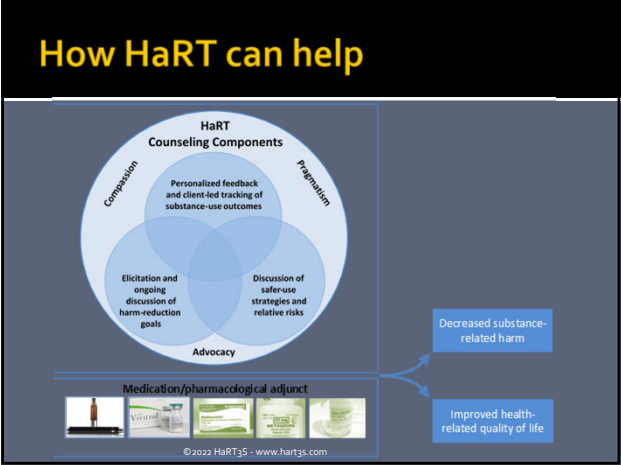 How HaRT can help
HaRT
Counseling Components
Compassion
Pragmatism
Personalized feedback
and client-led tracking of
substance-use outcomes
Elicitation and
ongoing
discussion of
harm-reduction
goals
Discussion of
safer-use
strategies and
relative risks
Advocacy
Decreased substance-
related harm
Medication/pharmacological adjunct
Vivitrol
METHADONE
Improved health-
related quality of life
©2022 HaRT3S - www.hart3s.com